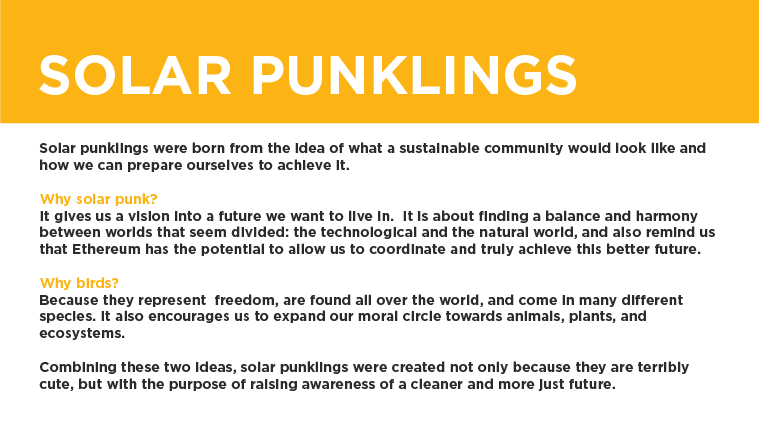 SOLAR PUNKLINGS
Solar punklings were born from the idea of what a sustainable community would look like and
how we can prepare ourselves to achieve it.
Why solar punk?
It gives us a vision into a future we want to live in.  It is about finding a balance and harmony
between worlds that seem divided: the technological and the natural world, and also remind us
that Ethereum has the potential to allow us to coordinate and truly achieve this better future.
Why birds?
Because they represent  freedom, are found all over the world, and come in many different
species. It also encourages us to expand our moral circle towards animals, plants, and
ecosystems.
Combining these two ideas, solar punklings were created not only because they are terribly
cute, but with the purpose of raising awareness of a cleaner and more just future.